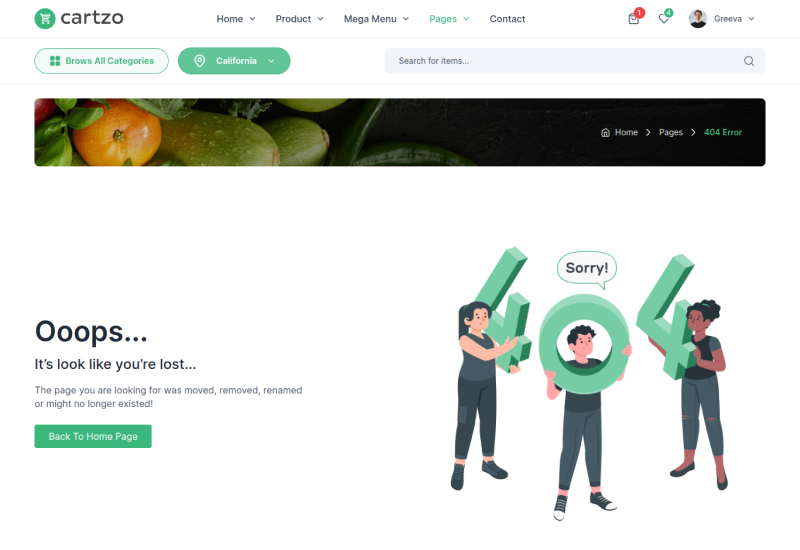 cartzo
Home Product Mega Menu Pages Contact
1
4
Greeva
Brows All Categories
California
Search for items...
Home Pages 404 Error
Sorry!
404
Ooops...
It's look like you're lost...
The page you are looking for was moved, removed, renamed
or might no longer existed!
Back To Home Page